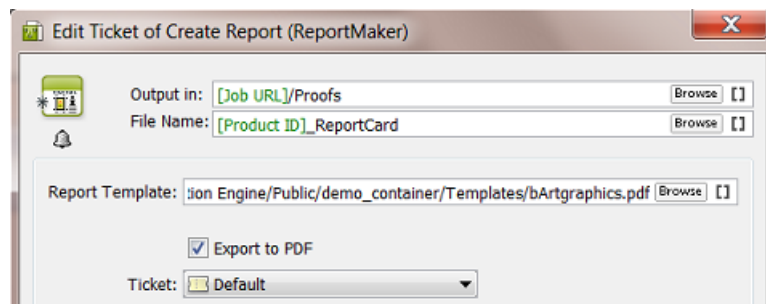 Edit Ticket of Create Report (ReportMaker)
Output in: [Job URL]/Proofs Browse []
File Name: [Product ID]_ReportCard Browse []
Report Template: tion Engine/Public/demo_container/Templates/bArtgraphics.pdf Browse []
Export to PDF
Ticket: Default